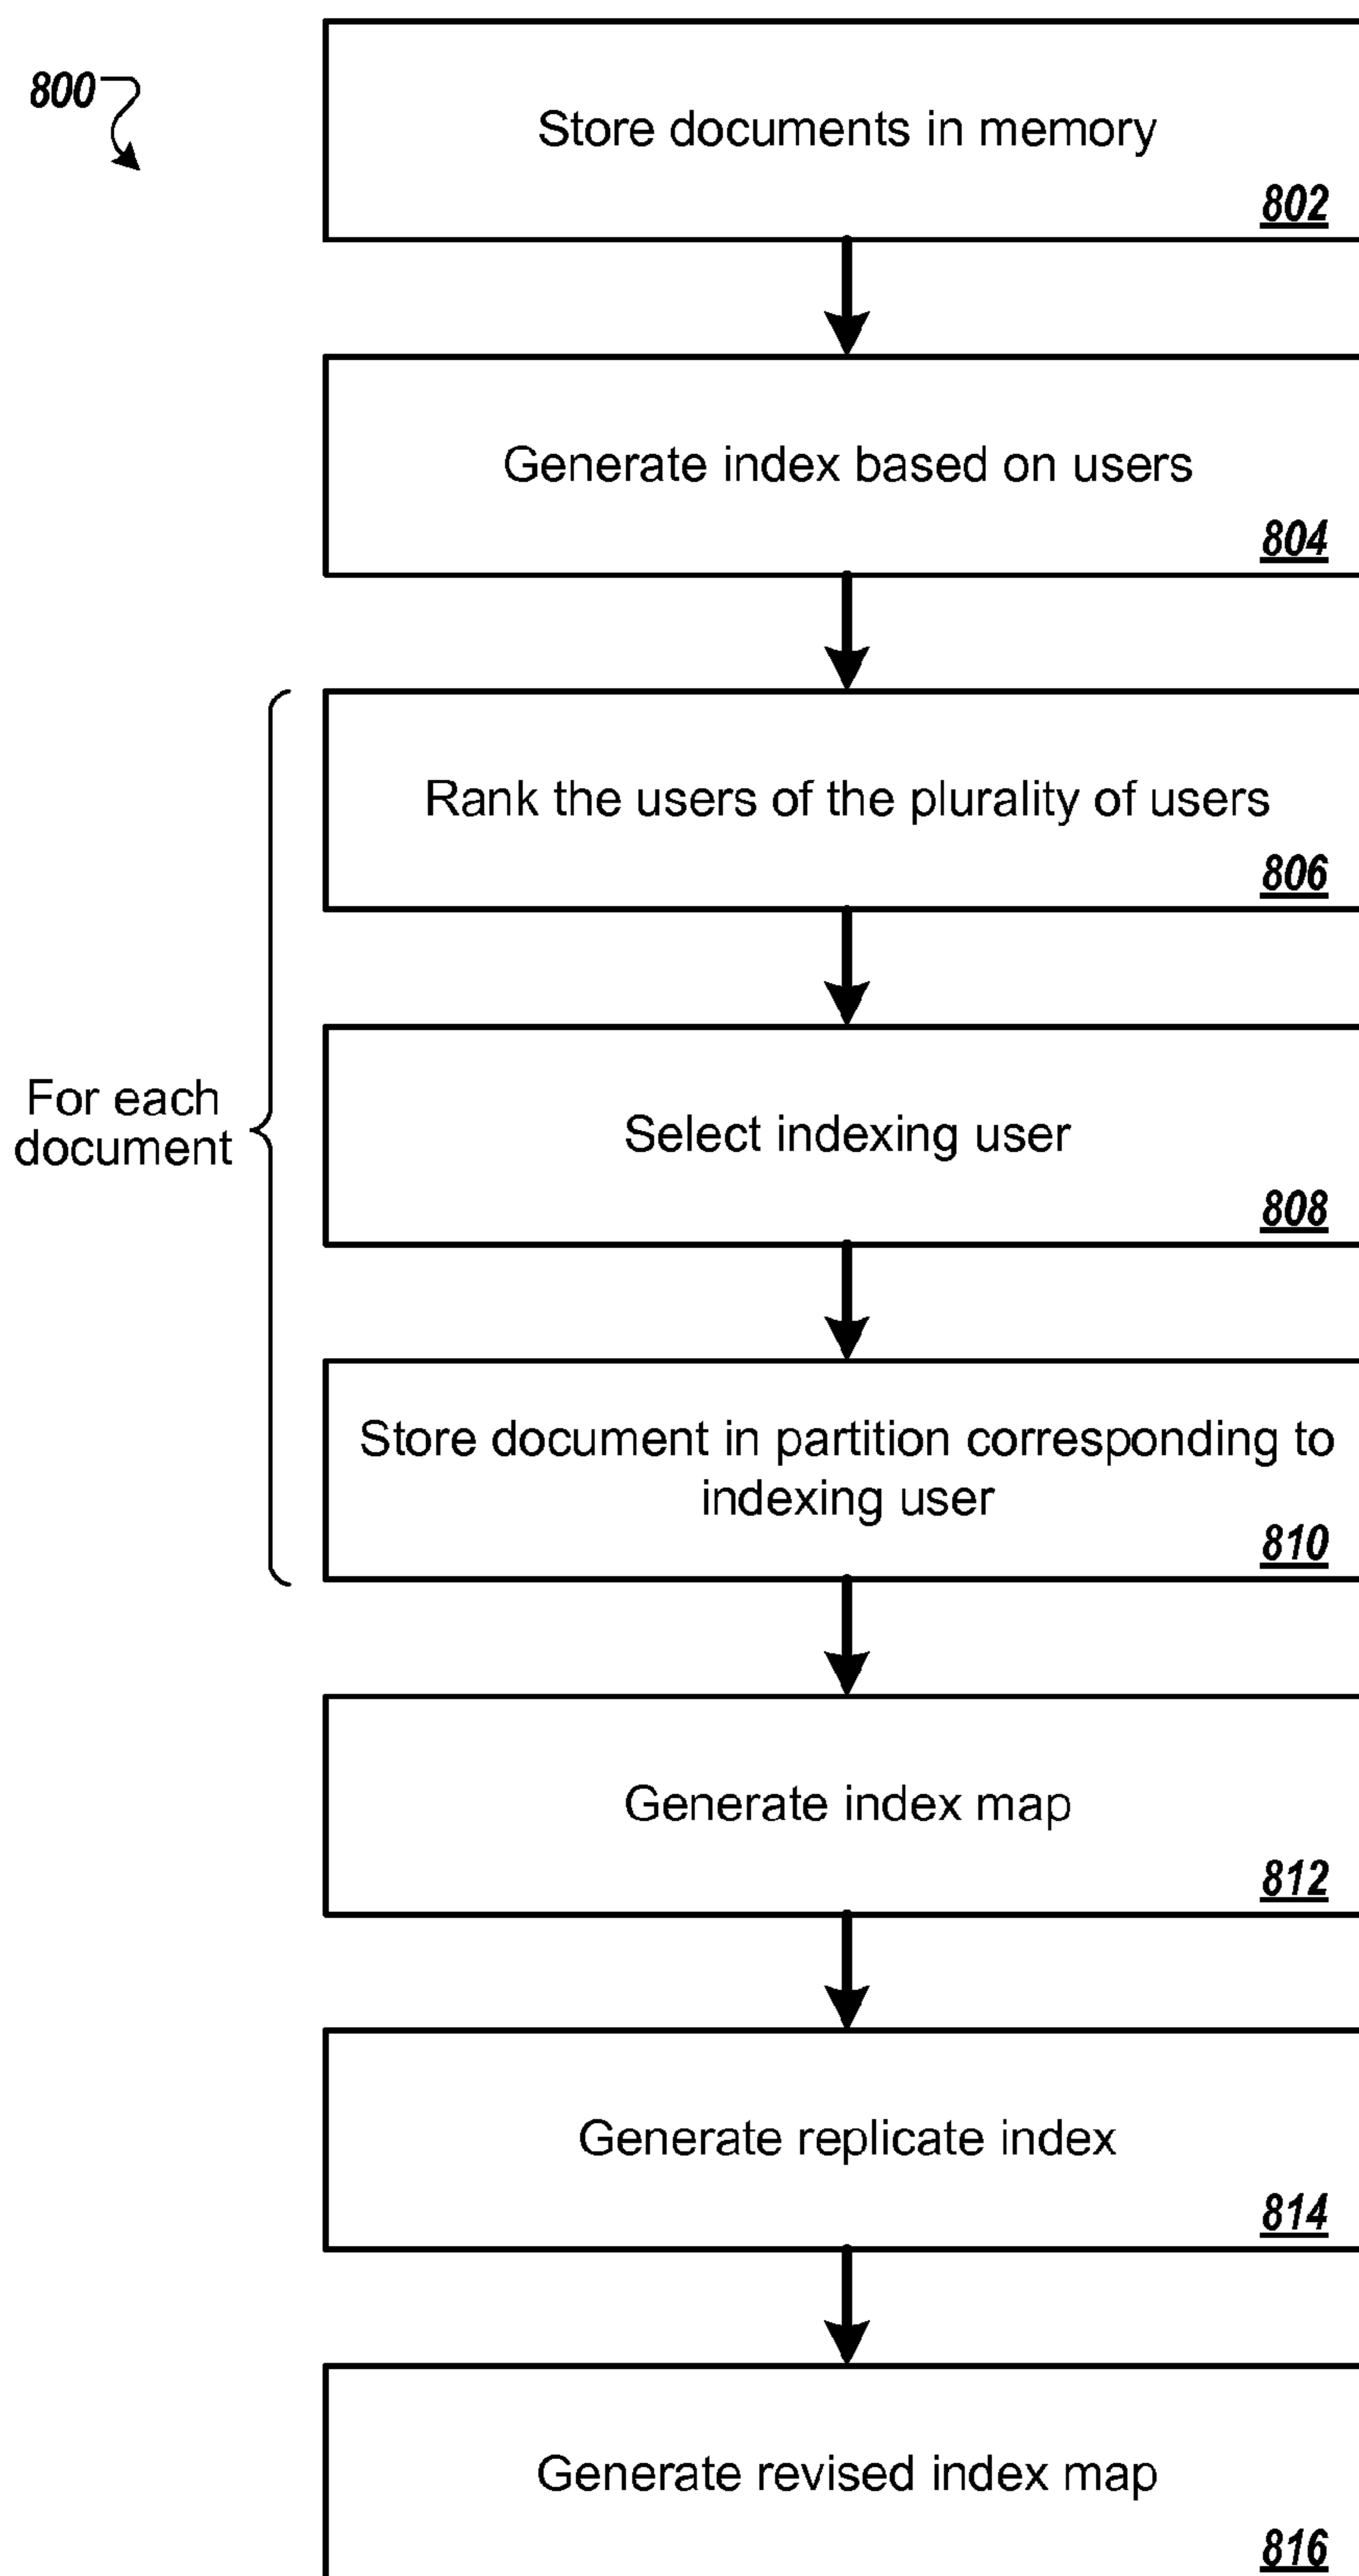 800
Store documents in memory
802
Generate index based on users
804
Rank the users of the plurality of users
806
For each
document
Select indexing user
808
Store document in partition corresponding to
indexing user
810
Generate index map
812
Generate replicate index
814
Generate revised index map
816